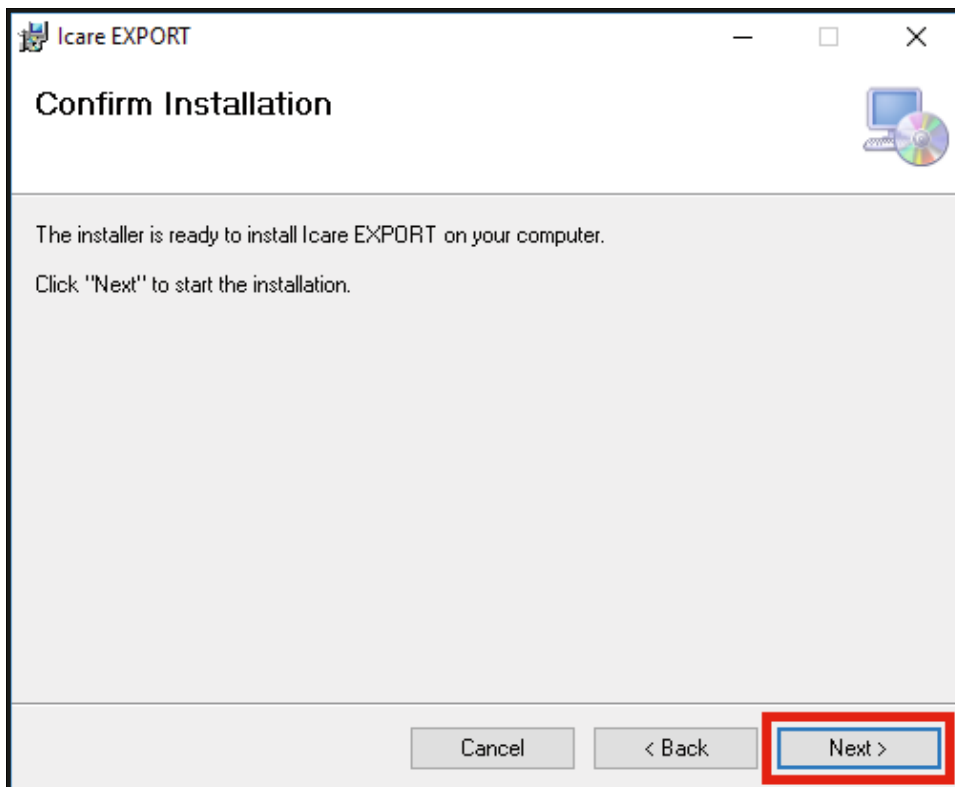 Icare EXPORT
Confirm Installation
The installer is ready to install Icare EXPORT on your computer.
Click "Next" to start the installation.
Cancel
< Back
Next >